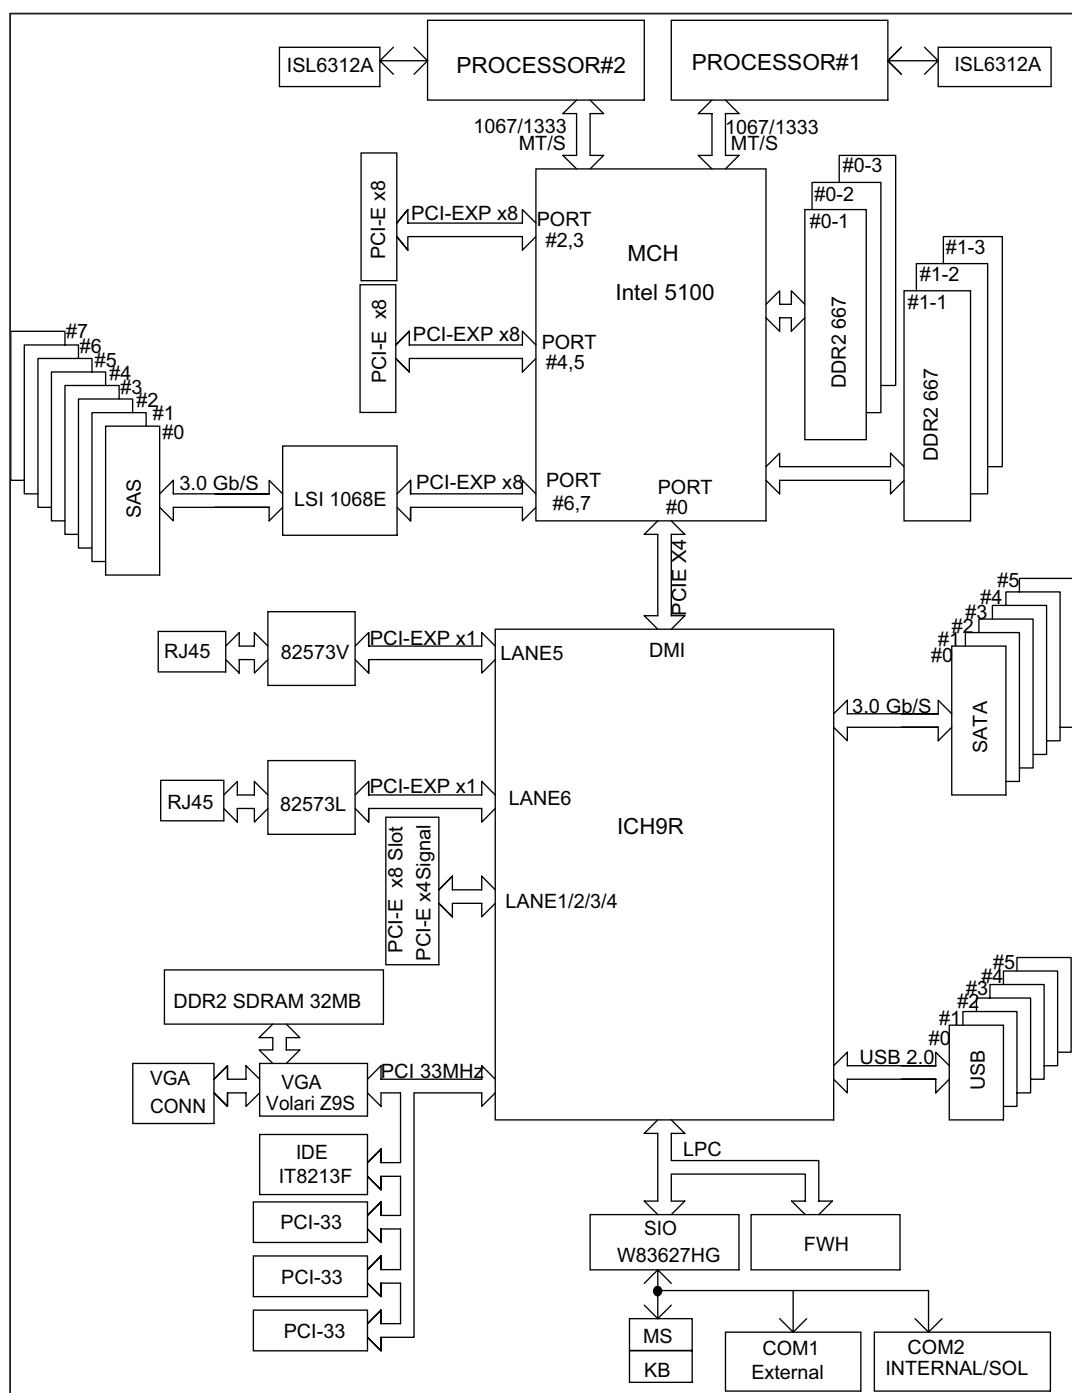 ISL6312A
PROCESSOR#2
PROCESSOR#1
ISL6312A
1067/1333
MT/S
1067/1333
MT/S
PCI-E x8
PCI-EXP x8
PORT
#2,3
MCH
Intel 5100
#0-3
#0-2
#0-1
DDR2 667
#1-3
#1-2
#1-1
DDR2 667
PCI-E x8
PCI-EXP x8
PORT
#4,5
#7
#6
#5
#4
#3
#2
#1
#0
SAS
3.0 Gb/S
LSI 1068E
PCI-EXP x8
PORT
#6,7
PORT
#0
PCIE X4
RJ45
82573V
PCI-EXP x1
LANE5
DMI
#5
#4
#3
#2
#1
#0
3.0 Gb/S
SATA
RJ45
82573L
PCI-EXP x1
LANE6
ICH9R
PCI-E x8 Slot
PCI-E x4Signal
LANE1/2/3/4
DDR2 SDRAM 32MB
VGA
CONN
VGA
Volari Z9S
PCI 33MHz
#5
#4
#3
#2
#1
#0
USB 2.0
USB
IDE
IT8213F
PCI-33
PCI-33
PCI-33
LPC
SIO
W83627HG
FWH
MS
KB
COM1
External
COM2
INTERNAL/SOL